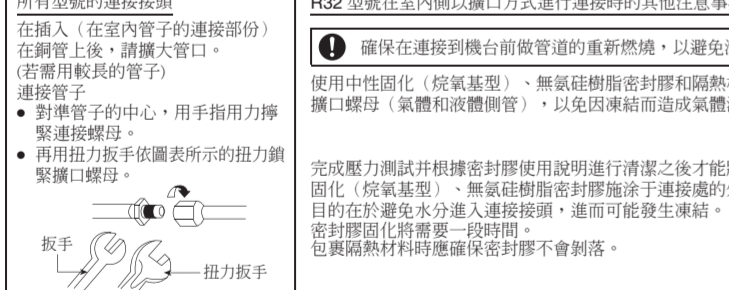 所有型號的連接接頭
在插入（在室內管子的連接部份）
在銅管上後，請擴大管口。
(若需用較長的管子)
連接管子
● 對準管子的中心，用手指用力擰
緊連接螺母。
● 再用扭力扳手依圖表所示的扭力鎖
緊擴口螺母。
扳手
扭力扳手
R32 型號在室內側以擴口方式進行連接時的其他注意事
確保在連接到機台前做管道的重新燃燒，以避免
使用中性固化（烷氧基型）、無氨硅樹脂密封膠和隔熱
擴口螺母（氣體和液體側管），以免因凍結而造成氣體
完成壓力測試并根據密封膠使用說明進行清潔之後才能
固化（烷氧基型）、無氨硅樹脂密封膠施涂于連接處的
目的在於避免水分進入連接接頭，進而可能發生凍結。
密封膠固化將需要一段時間。
包裹隔熱材料時應確保密封膠不會剝落。